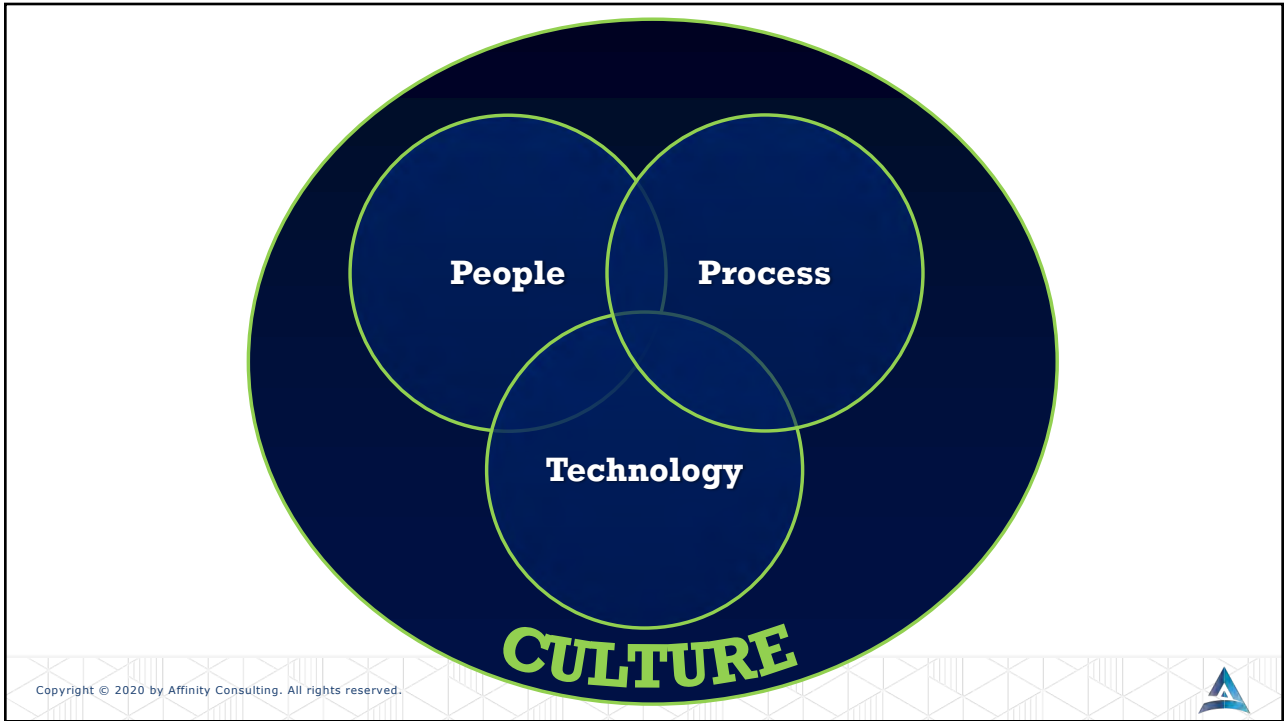 People
Process
Technology
CULTURE
Copyright © 2020 by Affinity Consulting. All rights reserved.